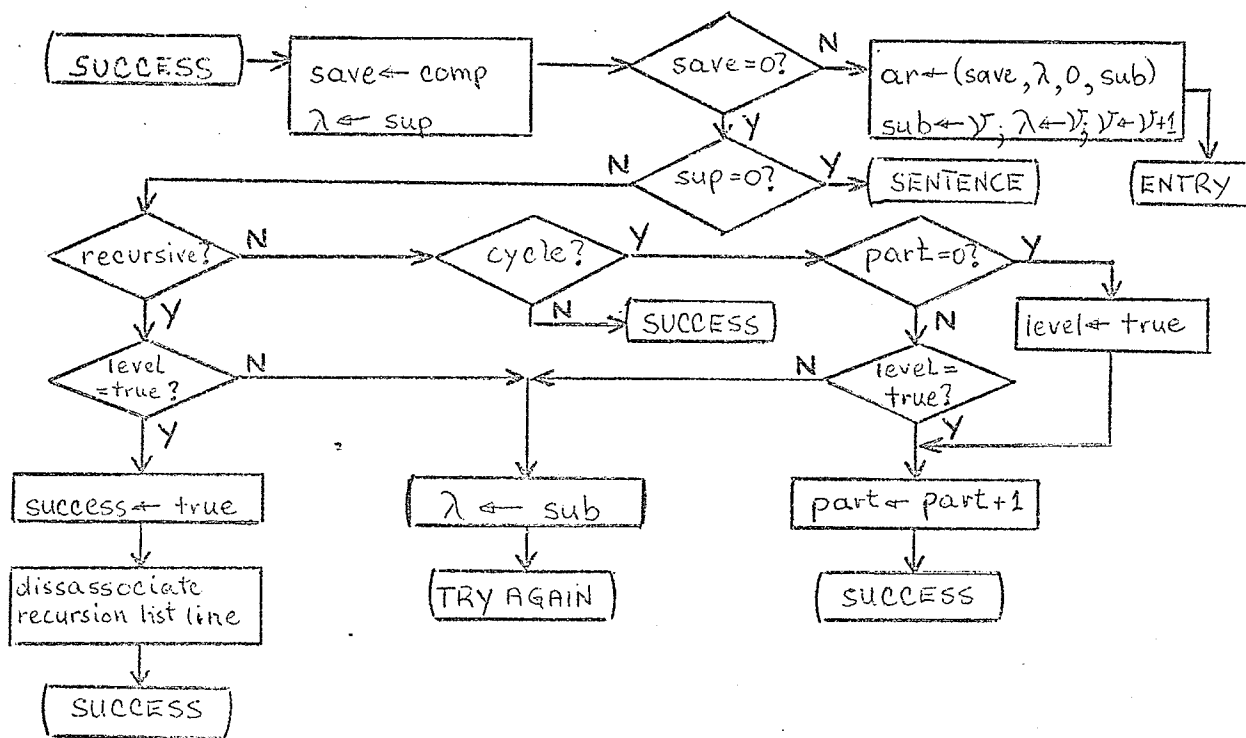 SUCCESS
save ← comp
λ ← sup
save=0?
N
ar ← (save, λ, 0, sub)
sub ← ν; λ ← ν; ν ← ν+1
Y
N
sup=0?
Y
SENTENCE
ENTRY
recursive?
N
cycle?
Y
part=0?
Y
Y
N
SUCCESS
N
level ← true
level
=true?
N
N
level=
true?
Y
Y
success ← true
λ ← sub
part ← part+1
dissassociate
recursion list line
TRY AGAIN
SUCCESS
SUCCESS